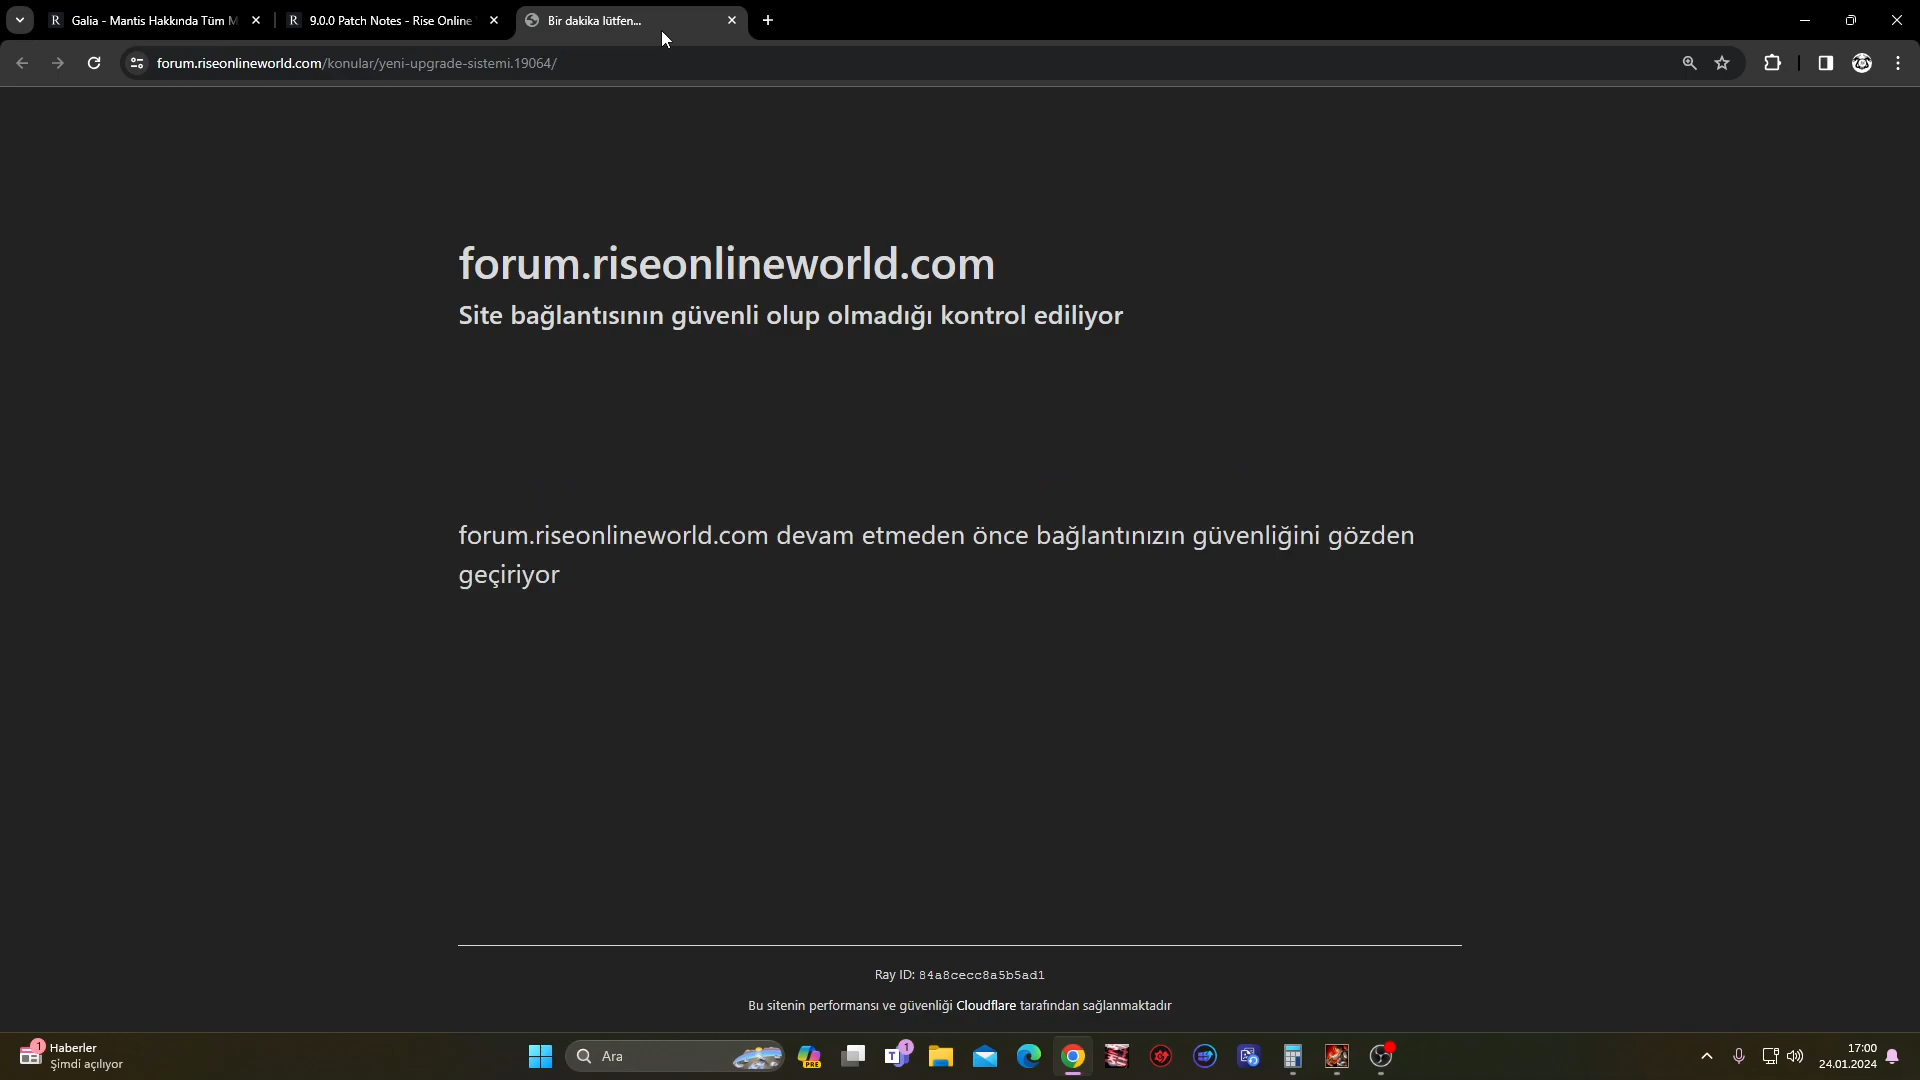 Galia - Mantis Hakkında Tüm M
9.0.0 Patch Notes - Rise Online
Bir dakika lütfen...
forum.riseonlineworld.com/konular/yeni-upgrade-sistemi.19064/
forum.riseonlineworld.com
Site bağlantısının güvenli olup olmadığı kontrol ediliyor
forum.riseonlineworld.com devam etmeden önce bağlantınızın güvenliğini gözden
geçiriyor
Ray ID: 84a8cecc8a5b5ad1
Bu sitenin performansı ve güvenliği Cloudflare tarafından sağlanmaktadır
1
Haberler
Şimdi açılıyor
Ara
PRE
T
1
17:00
24.01.2024